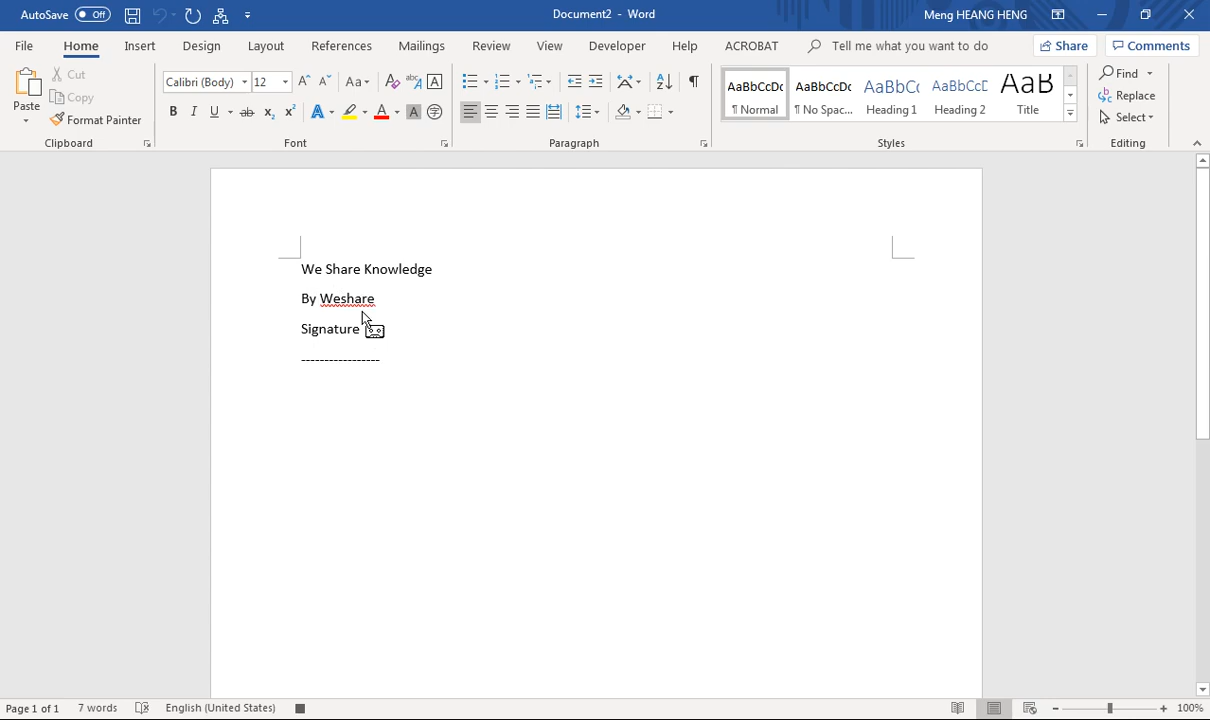 AutoSave Off Document2 - Word Meng HEANG HENG
File Home Insert Design Layout References Mailings Review View Developer Help ACROBAT Tell me what you want to do Share Comments
Paste
Cut
Copy
Format Painter
Clipboard
Calibri (Body) 12
Font
Paragraph
AaBbCcDc AaBbCcDc AaBbCc AaBbCcD AaB
¶ Normal ¶ No Spac... Heading 1 Heading 2 Title
Styles
Find
Replace
Select
Editing
We Share Knowledge
By Weshare
Signature
-----------------
Page 1 of 1 7 words English (United States) 100%